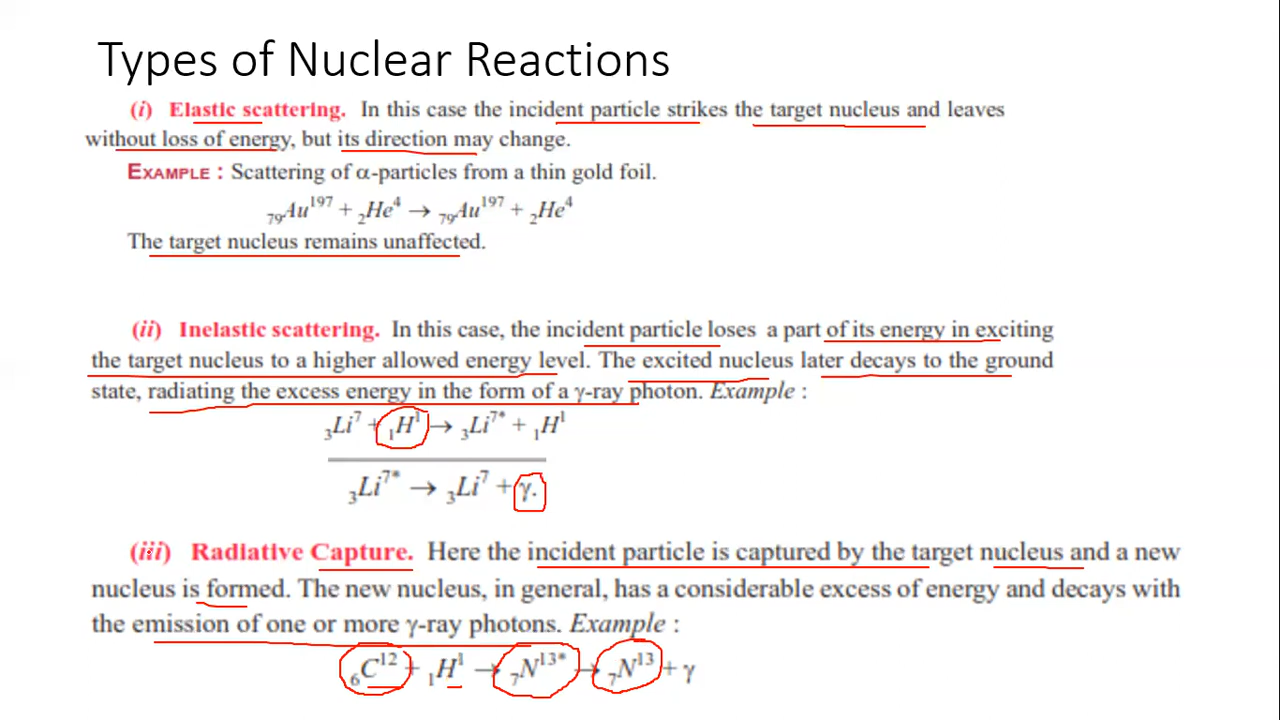 Types of Nuclear Reactions
(i) Elastic scattering. In this case the incident particle strikes the target nucleus and leaves
without loss of energy, but its direction may change.
EXAMPLE : Scattering of α-particles from a thin gold foil.
₇₉Au¹⁹⁷ + ₂He⁴ → ₇₉Au¹⁹⁷ + ₂He⁴
The target nucleus remains unaffected.
(ii) Inelastic scattering. In this case, the incident particle loses a part of its energy in exciting
the target nucleus to a higher allowed energy level. The excited nucleus later decays to the ground
state, radiating the excess energy in the form of a γ-ray photon. Example :
₃Li⁷ + ₁H¹ → ₃Li⁷* + ₁H¹
₃Li⁷* → ₃Li⁷ + γ.
(iii) Radiative Capture. Here the incident particle is captured by the target nucleus and a new
nucleus is formed. The new nucleus, in general, has a considerable excess of energy and decays with
the emission of one or more γ-ray photons. Example :
₆C¹² + ₁H¹ → ₇N¹³* → ₇N¹³ + γ